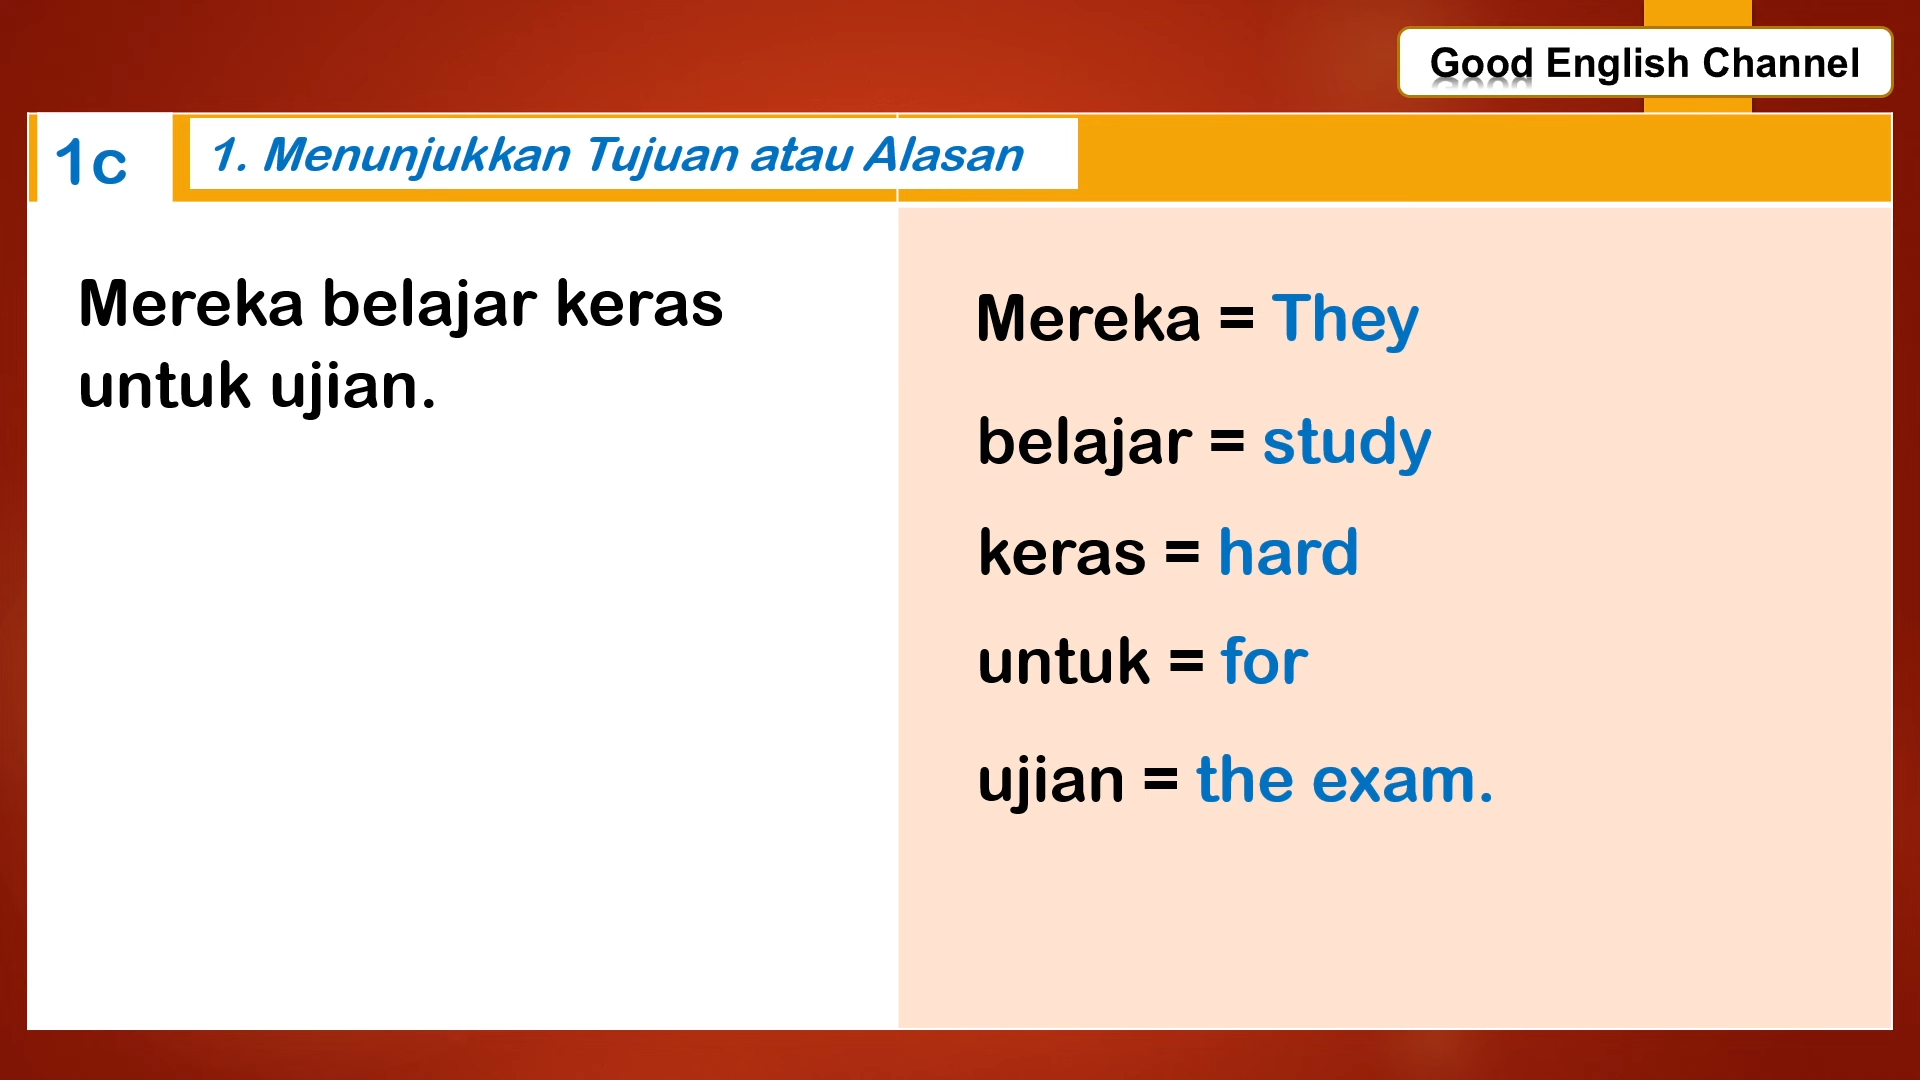 Good English Channel
1c
1. Menunjukkan Tujuan atau Alasan
Mereka belajar keras
untuk ujian.
Mereka = They
belajar = study
keras = hard
untuk = for
ujian = the exam.